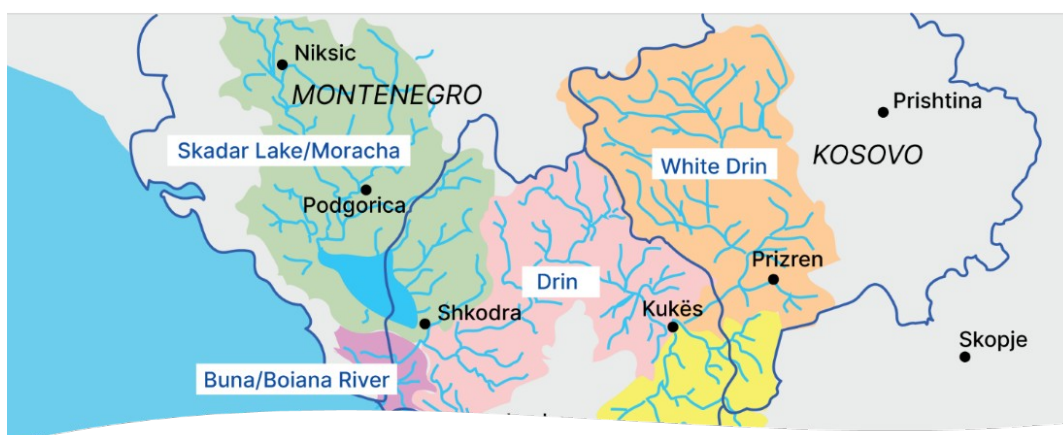 Niksic
MONTENEGRO
Prishtina
Skadar Lake/Moracha
White Drin
KOSOVO
Podgorica
Prizren
Drin
Shkodra
Kukës
Skopje
Buna/Boiana River